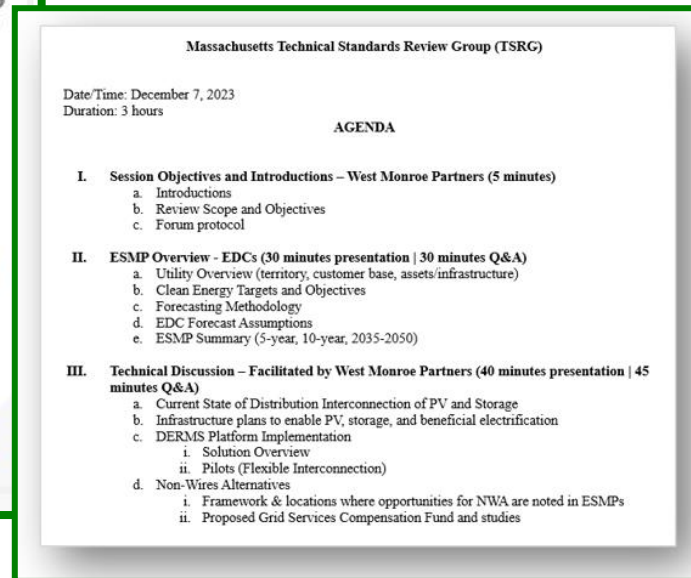 Massachusetts Technical Standards Review Group (TSRG)
Date/Time: December 7, 2023
Duration: 3 hours
AGENDA
I. Session Objectives and Introductions – West Monroe Partners (5 minutes)
a. Introductions
b. Review Scope and Objectives
c. Forum protocol
II. ESMP Overview - EDCs (30 minutes presentation | 30 minutes Q&A)
a. Utility Overview (territory, customer base, assets/infrastructure)
b. Clean Energy Targets and Objectives
c. Forecasting Methodology
d. EDC Forecast Assumptions
e. ESMP Summary (5-year, 10-year, 2035-2050)
III. Technical Discussion – Facilitated by West Monroe Partners (40 minutes presentation | 45
minutes Q&A)
a. Current State of Distribution Interconnection of PV and Storage
b. Infrastructure plans to enable PV, storage, and beneficial electrification
c. DERMS Platform Implementation
i. Solution Overview
ii. Pilots (Flexible Interconnection)
d. Non-Wires Alternatives
i. Framework & locations where opportunities for NWA are noted in ESMPs
ii. Proposed Grid Services Compensation Fund and studies